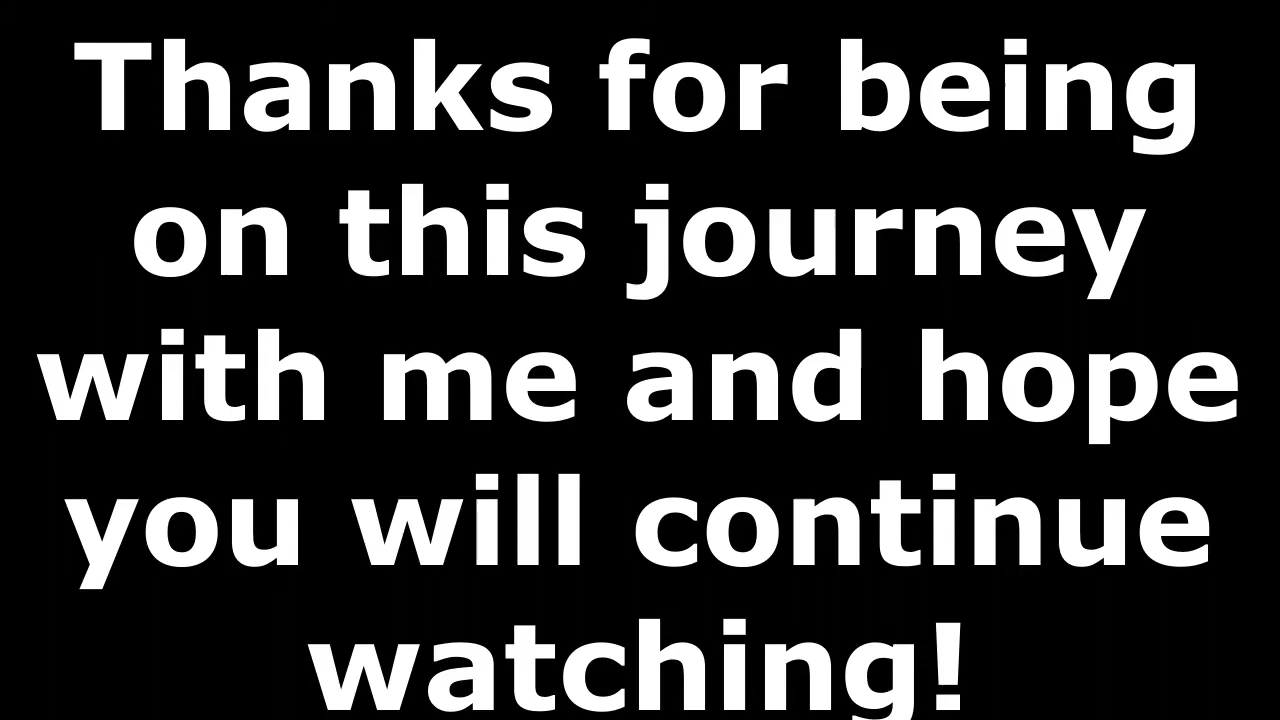 Thanks for being
on this journey
with me and hope
you will continue
watching!